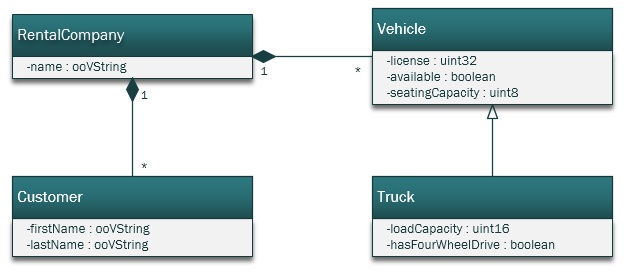 RentalCompany
-name : ooVString
Vehicle
-license : uint32
-available : boolean
-seatingCapacity : uint8
1
*
1
*
Customer
-firstName : ooVString
-lastName : ooVString
Truck
-loadCapacity : uint16
-hasFourWheelDrive : boolean